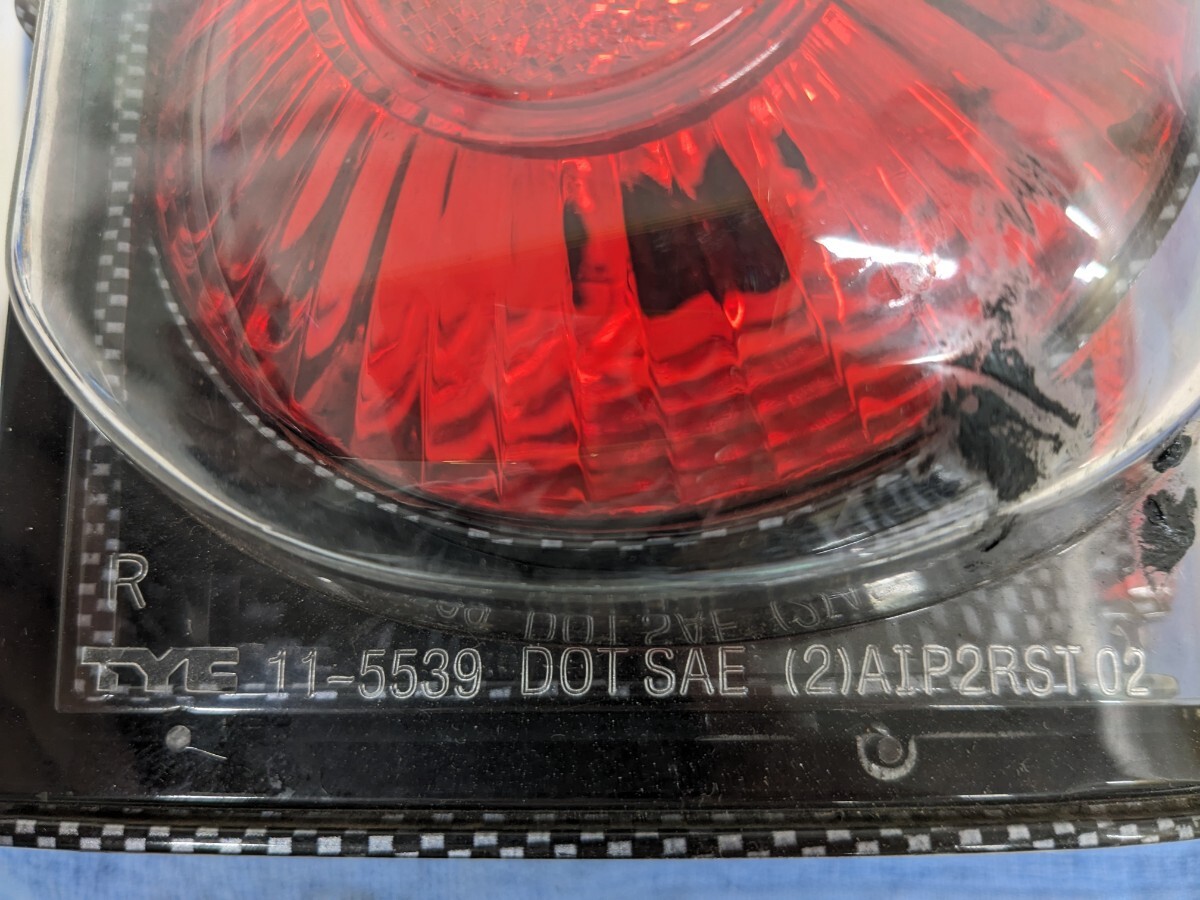 R
TYC 11-5539 DOT SAE (2)AIP2RST 02